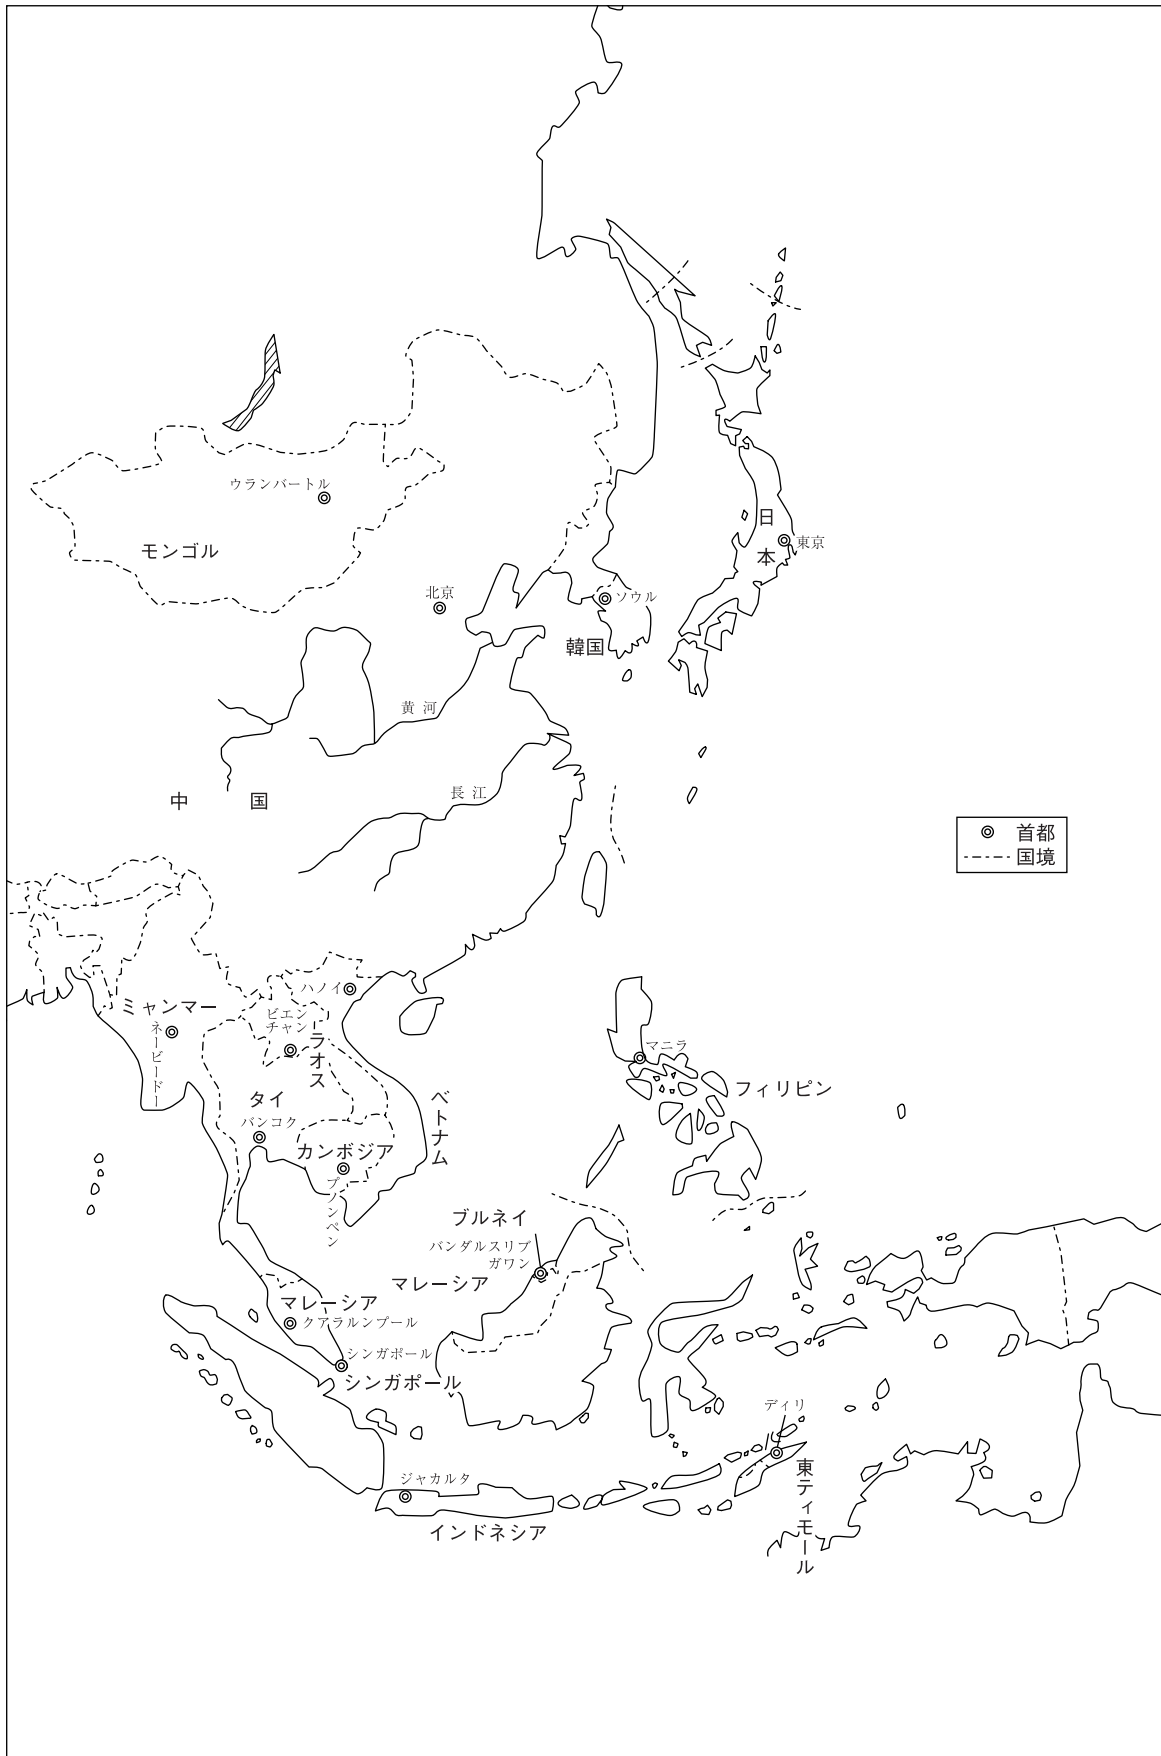 ウランバートル
モンゴル
日本
東京
北京
ソウル
韓国
黄河
長江
中国
首都
国境
ハノイ
ミャンマー
ネーピードー
ビエン
チャン
ラオス
マニラ
フィリピン
タイ
バンコク
ベトナム
カンボジア
プノンペン
ブルネイ
バンダルスリブ
ガワン
マレーシア
マレーシア
クアラルンプール
シンガポール
シンガポール
ディリ
東ティモール
ジャカルタ
インドネシア